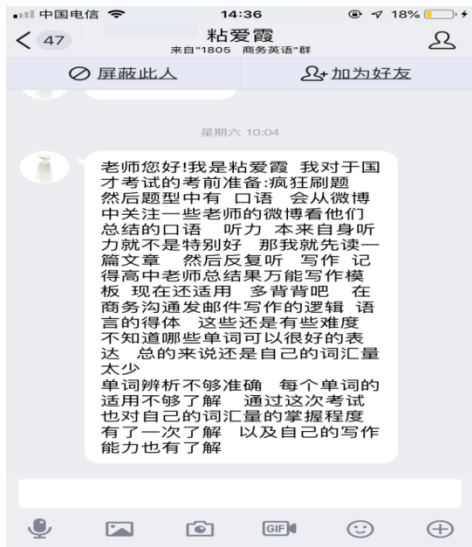 中国电信 14:36 18%
< 47 粘爱霞
来自"1805 商务英语"群
屏蔽此人 加为好友
星期六 10:04
老师您好!我是粘爱霞 我对于国
才考试的考前准备:疯狂刷题
然后题型中有 口语 会从微博
中关注一些老师的微博看他们
总结的口语 听力 本来自身听
力就不是特别好 那我就先读一
篇文章 然后反复听 写作 记
得高中老师总结果万能写作模
板 现在还适用 多背背吧 在
商务沟通发邮件写作的逻辑 语
言的得体 这些还是有些难度
不知道哪些单词可以很好的表
达 总的来说还是自己的词汇量
太少
单词辨析不够准确 每个单词的
适用不够了解 通过这次考试
也对自己的词汇量的掌握程度
有了一次了解 以及自己的写作
能力也有了解
GIF